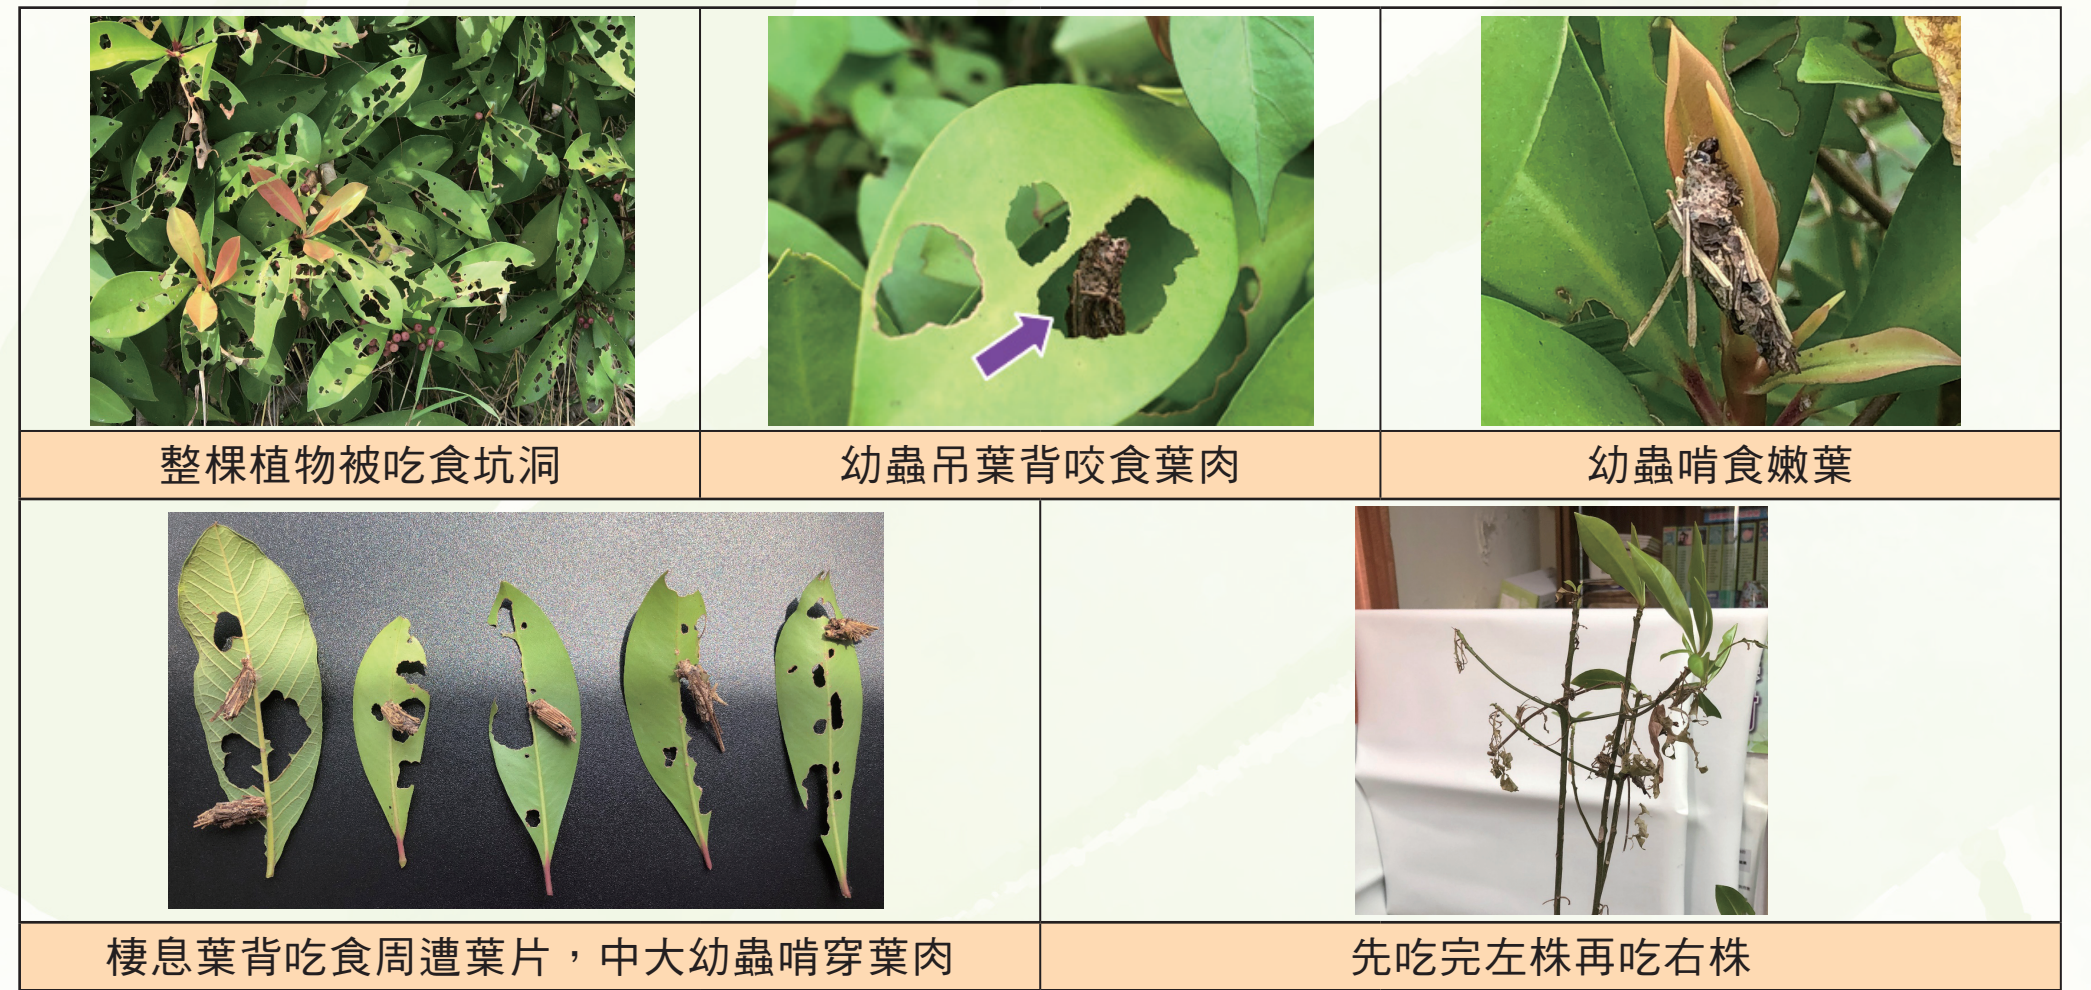 整棵植物被吃食坑洞
幼蟲吊葉背咬食葉肉
幼蟲啃食嫩葉
棲息葉背吃食周遭葉片，中大幼蟲啃穿葉肉
先吃完左株再吃右株